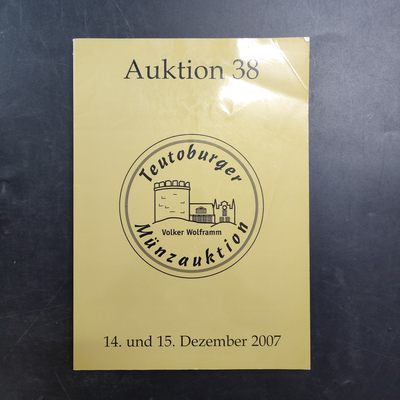 Auktion 38
Teutoburger
Volker Wolframm
Münzauktion
14. und 15. Dezember 2007